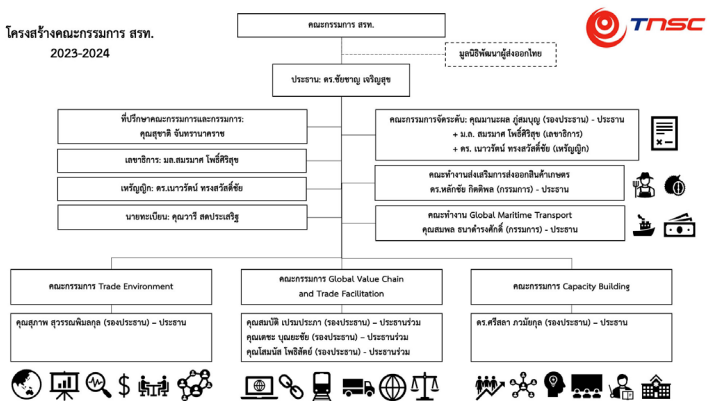 โครงสร้างคณะกรรมการ สรท.
2023-2024
คณะกรรมการ สรท.
TNSC
มูลนิธิพัฒนาผู้ส่งออกไทย
ประธาน: ดร.ชัยชาญ เจริญสุข
ที่ปรึกษาคณะกรรมการและกรรมการ:
คุณสุชาติ จันทรานาคราช
เลขาธิการ: มล.สมรมาศ โพธิ์ศิริสุข
เหรัญญิก: ดร.เนาวรัตน์ ทรงสวัสดิ์ชัย
นายทะเบียน: คุณวารี สดประเสริฐ
คณะกรรมการจัดระดับ: คุณมานะผล ภู่สมบุญ (รองประธาน) - ประธาน
+ ม.ล. สมรมาศ โพธิ์ศิริสุข (เลขาธิการ)
+ ดร. เนาวรัตน์ ทรงสวัสดิ์ชัย (เหรัญญิก)
คณะทำงานส่งเสริมการส่งออกสินค้าเกษตร
ดร.หลักชัย กิตติพล (กรรมการ) - ประธาน
คณะทำงาน Global Maritime Transport
คุณสมพล ธนาดำรงศักดิ์ (กรรมการ) - ประธาน
คณะกรรมการ Trade Environment
คุณสุภาพ สุวรรณพิมลกุล (รองประธาน) – ประธาน
คณะกรรมการ Global Value Chain
and Trade Facilitation
คุณสมบัติ เปรมประภา (รองประธาน) – ประธานร่วม
คุณเดชะ บุณยะชัย (รองประธาน) – ประธานร่วม
คุณโสมนัส โพธิสัตย์ (รองประธาน) - ประธานร่วม
คณะกรรมการ Capacity Building
ดร.ศรีสลา ภวมัยกุล (รองประธาน) – ประธาน